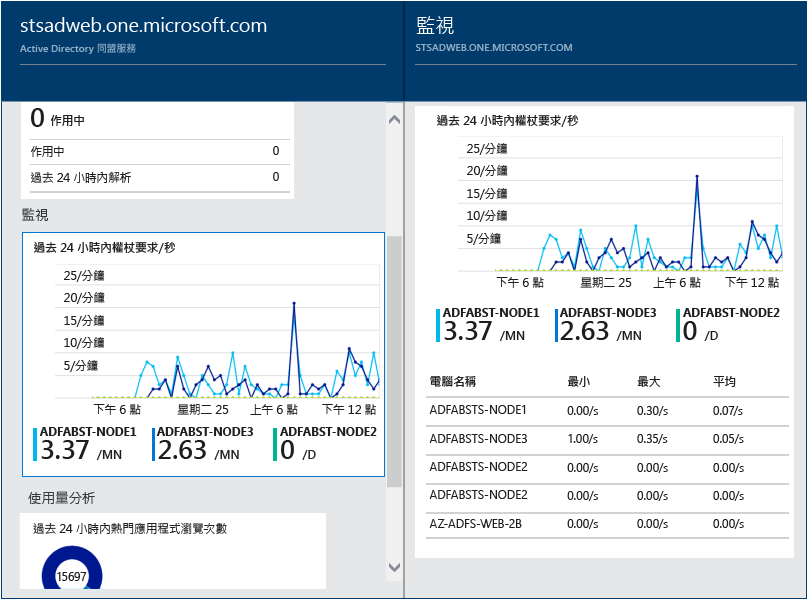 stsadweb.one.microsoft.com
Active Directory 同盟服務
0 作用中
作用中 0
過去 24 小時內解析 0
監視
過去 24 小時內權杖要求/秒
25/分鐘
20/分鐘
15/分鐘
10/分鐘
5/分鐘
下午 6 點 星期二 25 上午 6 點 下午 12 點
ADFABST-NODE1 ADFABST-NODE3 ADFABST-NODE2
3.37 /MN 2.63 /MN 0 /D
使用量分析
過去 24 小時內熱門應用程式瀏覽次數
15697
監視
STSADWEB.ONE.MICROSOFT.COM
過去 24 小時內權杖要求/秒
25/分鐘
20/分鐘
15/分鐘
10/分鐘
5/分鐘
下午 6 點 星期二 25 上午 6 點 下午 12 點
ADFABST-NODE1 ADFABST-NODE3 ADFABST-NODE2
3.37 /MN 2.63 /MN 0 /D
電腦名稱 最小 最大 平均
ADFABSTS-NODE1 0.00/s 0.30/s 0.07/s
ADFABSTS-NODE3 1.00/s 0.35/s 0.05/s
ADFABSTS-NODE2 0.00/s 0.00/s 0.00/s
ADFABSTS-NODE2 0.00/s 0.00/s 0.00/s
AZ-ADFS-WEB-2B 0.00/s 0.00/s 0.00/s